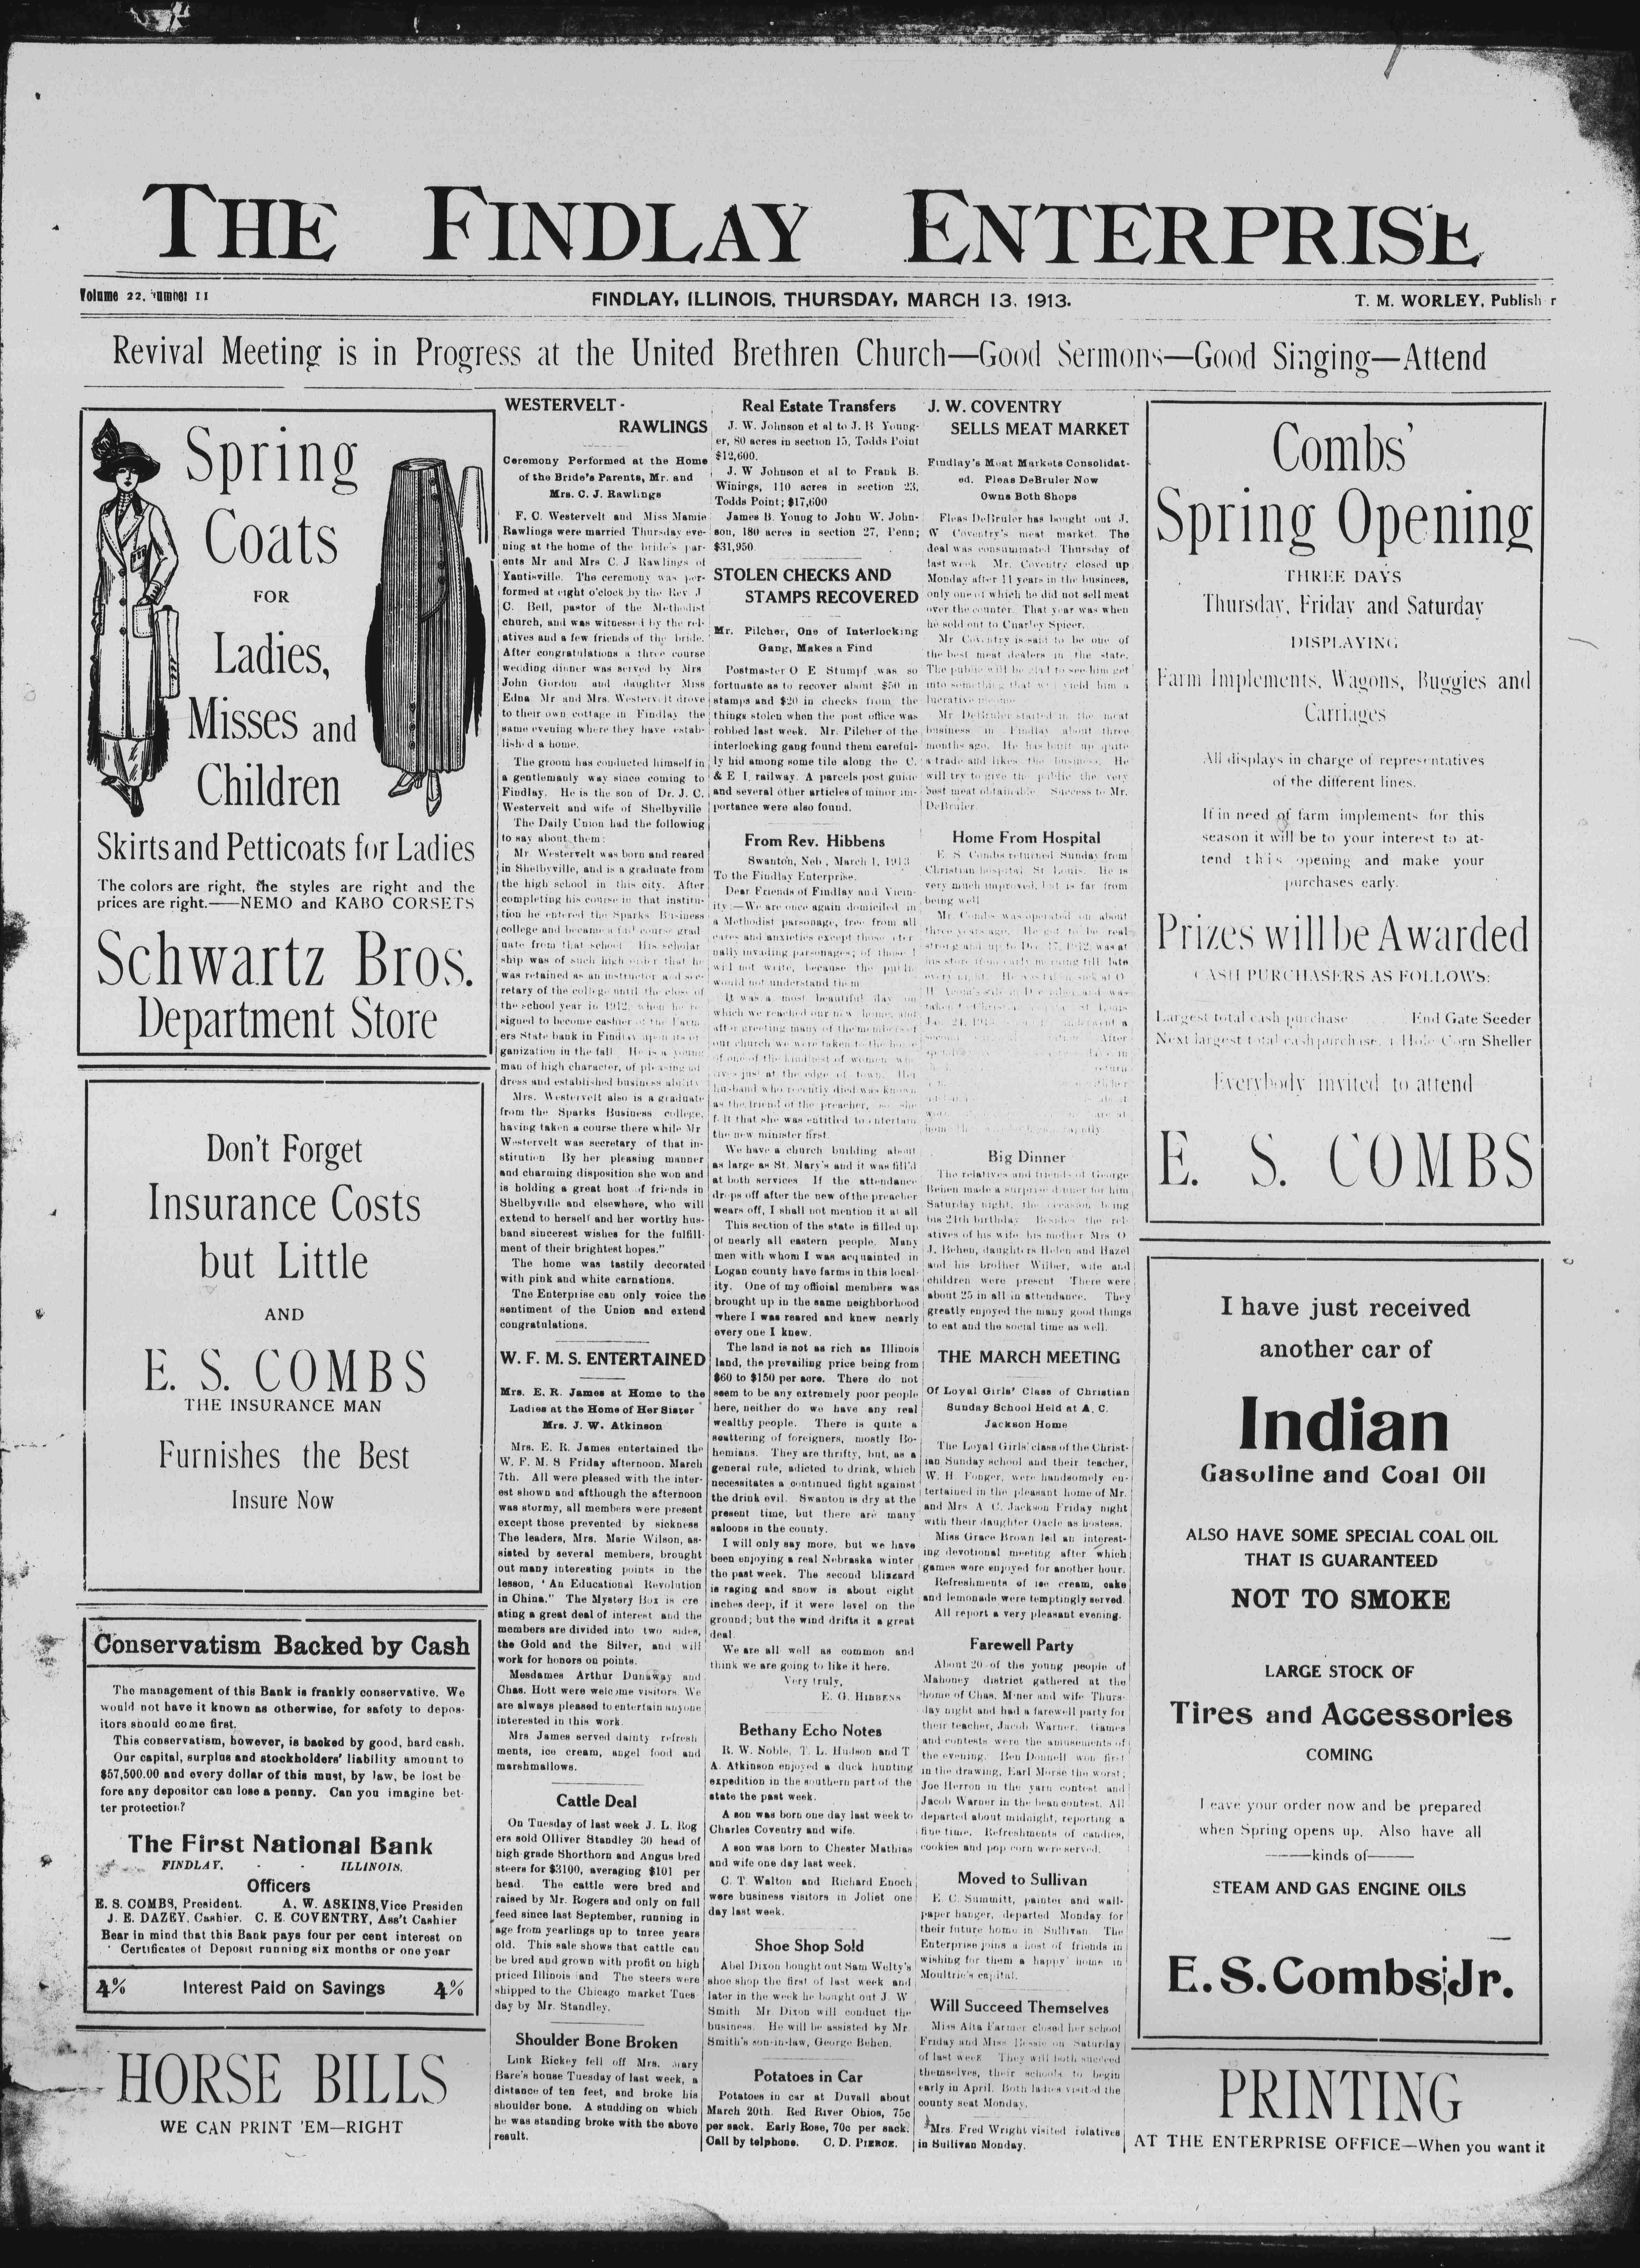 THE FINDLAY ENTERPRISE
Volume 22, Number 11
FINDLAY, ILLINOIS, THURSDAY, MARCH 13, 1913.
T. M. WORLEY, Publish r
Revival Meeting is in Progress at the United Brethren Church—Good Sermons—Good Singing—Attend
Spring
Coats
FOR
Ladies,
Misses and
Children
Skirts and Petticoats for Ladies
The colors are right, the styles are right and the
prices are right.——NEMO and KABO CORSETS
Schwartz Bros.
Department Store
Don't Forget
Insurance Costs
but Little
AND
E. S. COMBS
THE INSURANCE MAN
Furnishes the Best
Insure Now
Conservatism Backed by Cash
The management of this Bank is frankly conservative. We
would not have it known as otherwise, for safety to depos-
itors should come first.
This conservatism, however, is backed by good, hard cash.
Our capital, surplus and stockholders' liability amount to
$57,500.00 and every dollar of this must, by law, be lost be
fore any depositor can lose a penny. Can you imagine bet-
ter protection?
The First National Bank
FINDLAY, - - ILLINOIS.
Officers
E. S. COMBS, President. A. W. ASKINS, Vice Presiden
J. E. DAZEY, Cashier. C. E. COVENTRY, Ass't Cashier
Bear in mind that this Bank pays four per cent interest on
Certificates of Deposit running six months or one year
4% Interest Paid on Savings 4%
HORSE BILLS
WE CAN PRINT 'EM—RIGHT
WESTERVELT-
RAWLINGS
Ceremony Performed at the Home
of the Bride's Parents, Mr. and
Mrs. C. J. Rawlings
F. C. Westervelt and Miss Mamie
Rawlings were married Thursday eve-
ning at the home of the bride's par-
ents Mr and Mrs C. J Rawlings of
Yantisville. The ceremony was per-
formed at eight o'clock by the Rev. J
C. Bell, pastor of the Methodist
church, and was witnessed by the rel-
atives and a few friends of the bride.
After congratulations a three course
wedding dinner was served by Mrs
John Gordon and daughter Miss
Edna. Mr and Mrs. Westervelt drove
to their own cottage in Findlay the
same evening where they have estab-
lished a home.
The groom has conducted himself in
a gentlemanly way since coming to
Findlay. He is the son of Dr. J. C.
Westervelt and wife of Shelbyville
The Daily Union had the following
to say about them:
Mr Westervelt was born and reared
in Shelbyville, and is a graduate from
the high school in this city. After
completing his course in that institu-
tion he entered the Sparks Business
college and became a full course grad
uate from that school His scholar
ship was of such high order that he
was retained as an instructor and sec-
retary of the college until the close of
the school year in 1912, when he re
signed to become cashier of the Farm
ers State bank in Findlay upon its or
ganization in the fall. He is a young
man of high character, of pleasing ad
dress and established business ability
Mrs. Westervelt also is a graduate
from the Sparks Business college,
having taken a course there while Mr
Westervelt was secretary of that in-
stitution By her pleasing manner
and charming disposition she won and
is holding a great host of friends in
Shelbyville and elsewhere, who will
extend to herself and her worthy hus-
band sincerest wishes for the fulfill-
ment of their brightest hopes."
The home was tastily decorated
with pink and white carnations.
Tne Enterprise can only voice the
sentiment of the Union and extend
congratulations.
W. F. M. S. ENTERTAINED
Mrs. E. R. James at Home to the
Ladies at the Home of Her Sister
Mrs. J. W. Atkinson
Mrs. E. R. James entertained the
W. F. M. S Friday afternoon, March
7th. All were pleased with the inter-
est shown and afthough the afternoon
was stormy, all members were present
except those prevented by sickness
The leaders, Mrs. Marie Wilson, as-
sisted by several members, brought
out many interesting points in the
lesson, 'An Educational Revolution
in China." The Mystery Box is cre
ating a great deal of interest and the
members are divided into two sides,
the Gold and the Silver, and will
work for honors on points.
Mesdames Arthur Dunaway and
Chas. Hott were welcome visitors We
are always pleased to entertain anyone
interested in this work.
Mrs James served dainty refresh
ments, ice cream, angel food and
marshmallows.
Cattle Deal
On Tuesday of last week J. L. Rog
ers sold Olliver Standley 30 head of
high grade Shorthorn and Angus bred
steers for $3100, averaging $101 per
head. The cattle were bred and
raised by Mr. Rogers and only on full
feed since last September, running in
age from yearlings up to tnree years
old. This sale shows that cattle can
be bred and grown with profit on high
priced Illinois land The steers were
shipped to the Chicago market Tues
day by Mr. Standley.
Shoulder Bone Broken
Link Rickey fell off Mrs. Mary
Bare's house Tuesday of last week, a
distance of ten feet, and broke his
shoulder bone. A studding on which
he was standing broke with the above
result.
Real Estate Transfers
J. W. Johnson et al to J. B Young-
er, 80 acres in section 15, Todds Point
$12,600.
J. W Johnson et al to Frank B.
Winings, 110 acres in section 23,
Todds Point; $17,600
James B. Young to John W. John-
son, 180 acres in section 27, Penn;
$31,950
STOLEN CHECKS AND
STAMPS RECOVERED
Mr. Pilcher, One of Interlocking
Gang, Makes a Find
Postmaster O E Stumpf was so
fortunate as to recover about $50 in
stamps and $20 in checks from the
things stolen when the post office was
robbed last week. Mr. Pilcher of the
interlocking gang found them careful-
ly hid among some tile along the C.
& E I. railway. A parcels post guide
and several other articles of minor im-
portance were also found.
From Rev. Hibbens
Swanton, Neb, March 1, 1913
To the Findlay Enterprise.
Dear Friends of Findlay and Vicin-
ity:—We are once again domiciled in
a Methodist parsonage, free from all
cares and anxieties except those eter
nally invading parsonages; of those I
will not write, because the public
would not understand them
It was a most beautiful day on
which we reached our new home, and
after greeting many of the members of
our church we were taken to the home
of one of the kindest of women who
lives just at the edge of town. Her
husband who recently died was known
as the friend of the preacher, so she
felt that she was entitled to entertain
the new minister first.
We have a church building about
as large as St. Mary's and it was fill'd
at both services If the attendance
drops off after the new of the preacher
wears off, I shall not mention it at all
This section of the state is filled up
of nearly all eastern people. Many
men with whom I was acquainted in
Logan county have farms in this local-
ity. One of my official members was
brought up in the same neighborhood
where I was reared and knew nearly
every one I knew.
The land is not as rich as Illinois
land, the prevailing price being from
$60 to $150 per acre. There do not
seem to be any extremely poor people
here, neither do we have any real
wealthy people. There is quite a
scattering of foreigners, mostly Bo-
hemians. They are thrifty, but, as a
general rule, adicted to drink, which
necessitates a continued fight against
the drink evil. Swanton is dry at the
present time, but there are many
saloons in the county.
I will only say more, but we have
been enjoying a real Nebraska winter
the past week. The second blizzard
is raging and snow is about eight
inches deep, if it were level on the
ground; but the wind drifts it a great
deal.
We are all well as common and
think we are going to like it here.
Very truly,
E. G. HIBBENS
Bethany Echo Notes
R. W. Noble, T. L. Hudson and T
A. Atkinson enjoyed a duck hunting
expedition in the southern part of the
state the past week.
A son was born one day last week to
Charles Coventry and wife.
A son was born to Chester Mathias
and wife one day last week.
C. T. Walton and Richard Enoch
were business visitors in Joliet one
day last week.
Shoe Shop Sold
Abel Dixon bought out Sam Welty's
shoe shop the first of last week and
later in the week he bought out J. W
Smith Mr. Dixon will conduct the
business. He will be assisted by Mr.
Smith's son-in-law, George Behen.
Potatoes in Car
Potatoes in car at Duvall about
March 20th. Red River Ohios, 75c
per sack. Early Rose, 70c per sack.
Call by telphone. C. D. PIERCE.
J. W. COVENTRY
SELLS MEAT MARKET
Findlay's Meat Markets Consolidat-
ed. Pleas DeBruler Now
Owns Both Shops
Fleas DeBruler has bought out J.
W Coventry's meat market. The
deal was consummated Thursday of
last week Mr. Coventry closed up
Monday after 11 years in the business,
only one of which he did not sell meat
over the counter. That year was when
he sold out to Charley Spicer.
Mr Coventry is said to be one of
the best meat dealers in the state.
The public will be glad to see him get
into something that will yield him a
lucrative income
Mr DeBruler started in the meat
business in Findlay about three
months ago. He has built up quite
a trade and likes the business. He
will try to give the public the very
best meat obtainable Success to Mr.
DeBruler.
Home From Hospital
E. S. Combs returned Sunday from
Christian hospital, St Louis. He is
very much improved, but is far from
being well
Mr. Combs was operated on about
three years ago. He got to be real
strong and up to Dec 17, 1912, was at
his store from early morning till late
every night.
Big Dinner
The relatives and friends of George
Behen made a surprise dinner for him
Saturday night, the occasion being
his 24th birthday Besides the rel-
atives of his wife his mother Mrs O
J. Behen, daughters Helen and Hazel
and his brother Wilber, wife and
children were present There were
about 25 in all in attendance. They
greatly enjoyed the many good things
to eat and the social time as well.
THE MARCH MEETING
Of Loyal Girls' Class of Christian
Sunday School Held at A. C.
Jackson Home
The Loyal Girls' class of the Christ-
ian Sunday school and their teacher,
W. H. Fonger, were handsomely en-
tertained in the pleasant home of Mr.
and Mrs A C. Jackson Friday night
with their daughter Oacle as hostess.
Miss Grace Brown led an interest-
ing devotional meeting after which
games were enjoyed for another hour.
Refreshments of ice cream, cake
and lemonade were temptingly served.
All report a very pleasant evening.
Farewell Party
About 20 of the young people of
Mahoney district gathered at the
home of Chas. Miner and wife Thurs-
day night and had a farewell party for
their teacher, Jacob Warner. Games
and contests were the amusements of
the evening. Ben Donnell won first
in the drawing, Earl Morse the worst;
Joe Herron in the yarn contest and
Jacob Warner in the bean contest. All
departed about midnight, reporting a
fine time. Refreshments of candies,
cookies and pop corn were served.
Moved to Sullivan
E. C. Summitt, painter and wall-
paper hanger, departed Monday for
their future home in Sullivan. The
Enterprise joins a host of friends in
wishing for them a happy home in
Moultrie's capital.
Will Succeed Themselves
Miss Alta Farmer closed her school
Friday and Miss Bessie on Saturday
of last week They will both succeed
themselves, their schools to begin
early in April. Both ladies visited the
county seat Monday.
Mrs. Fred Wright visited relatives
in Sullivan Monday.
Combs'
Spring Opening
THREE DAYS
Thursday, Friday and Saturday
DISPLAYING
Farm Implements, Wagons, Buggies and
Carriages
All displays in charge of representatives
of the different lines.
If in need of farm implements for this
season it will be to your interest to at-
tend this opening and make your
purchases early.
Prizes will be Awarded
CASH PURCHASERS AS FOLLOWS:
Largest total cash purchase End Gate Seeder
Next largest total cash purchase, 1 Hole Corn Sheller
Everybody invited to attend
E. S. COMBS
I have just received
another car of
Indian
Gasoline and Coal Oil
ALSO HAVE SOME SPECIAL COAL OIL
THAT IS GUARANTEED
NOT TO SMOKE
LARGE STOCK OF
Tires and Accessories
COMING
Leave your order now and be prepared
when Spring opens up. Also have all
——kinds of——
STEAM AND GAS ENGINE OILS
E. S. Combs, Jr.
PRINTING
AT THE ENTERPRISE OFFICE—When you want it